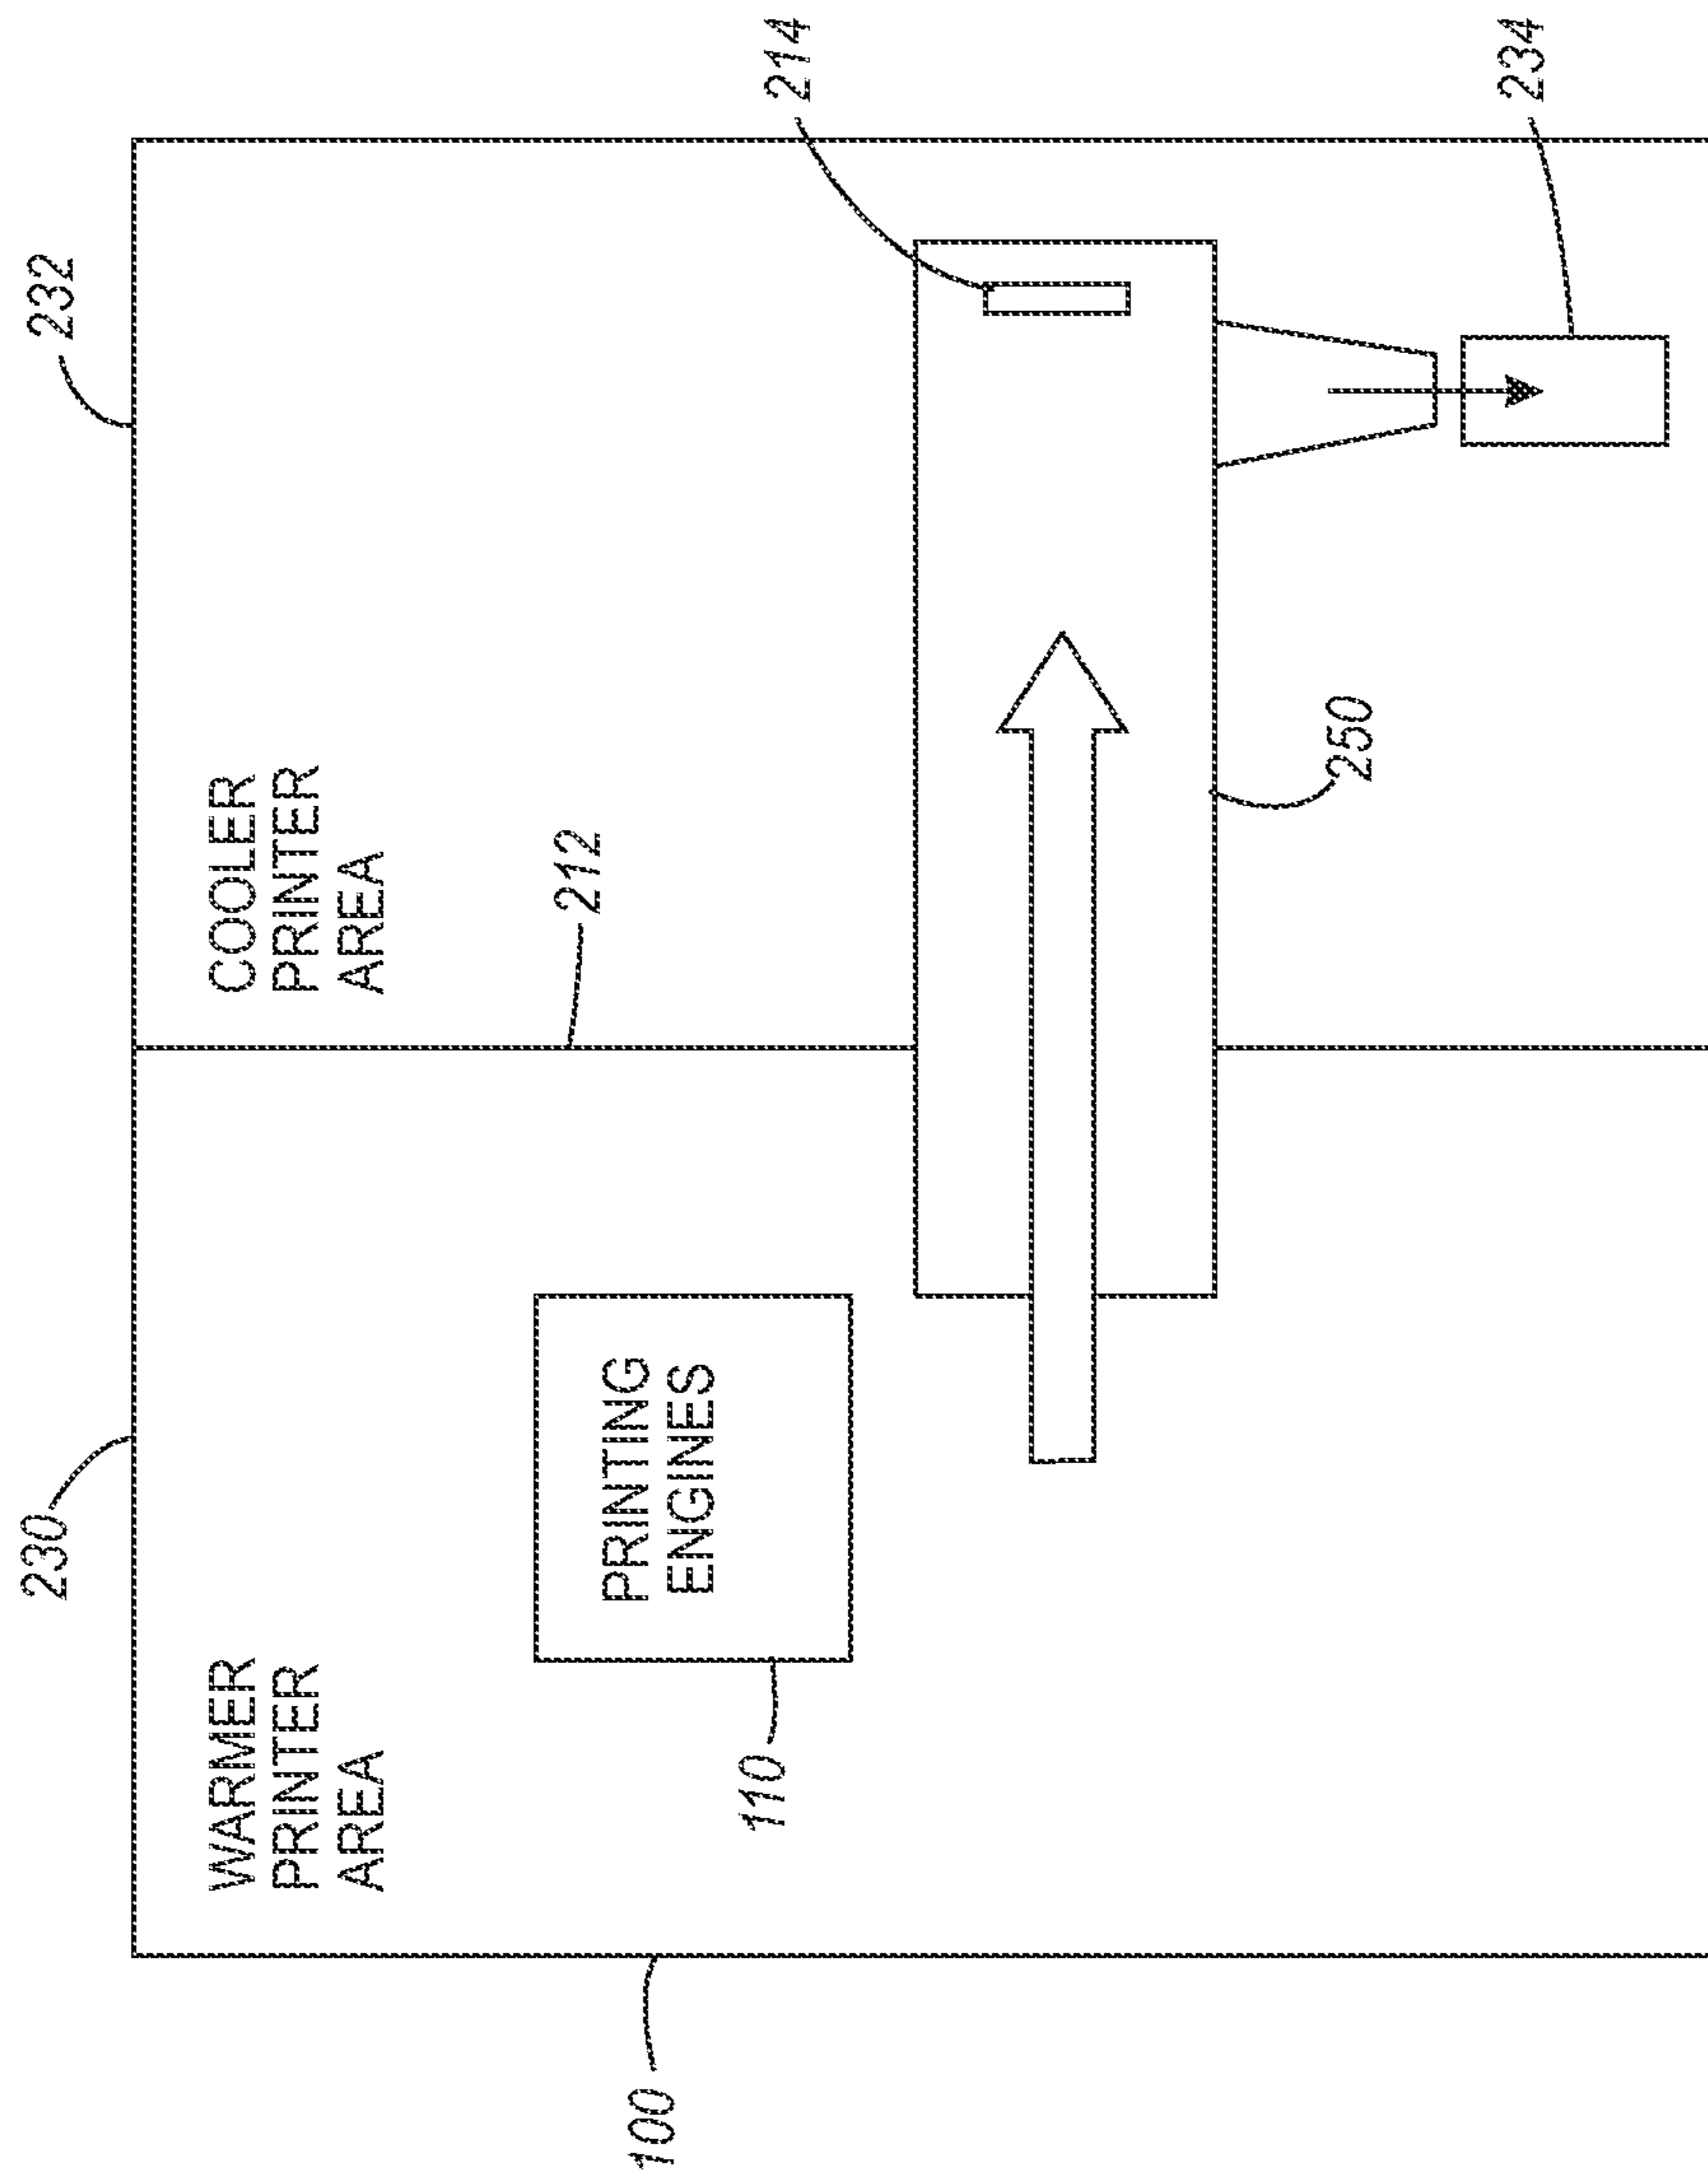 230
232
WARMER
PRINTER
AREA
COOLER
PRINTER
AREA
212
PRINTING
ENGINES
100
110
214
250
234